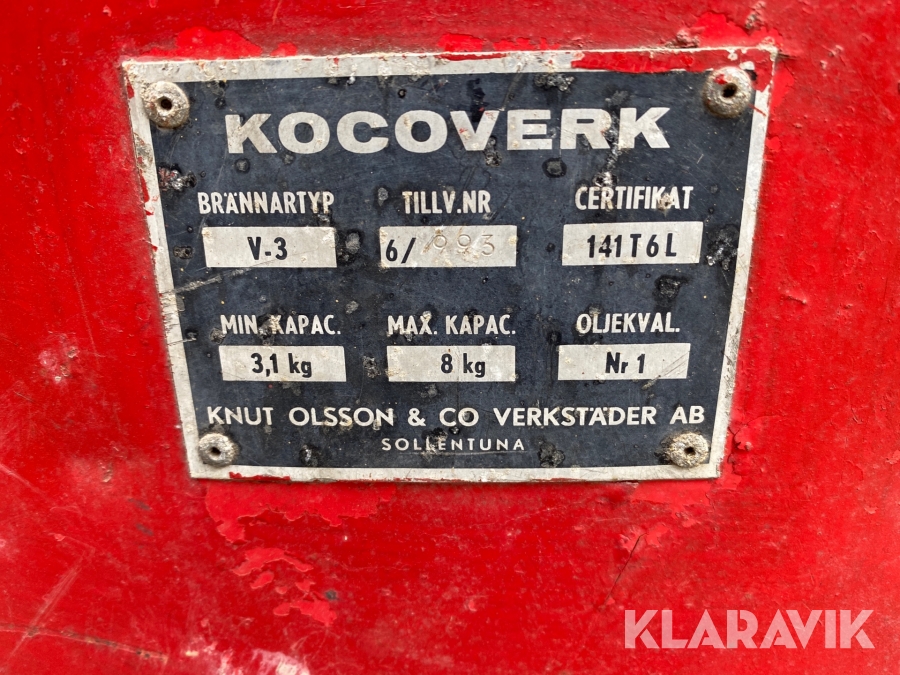 KOCOVERK
BRÄNNARTYP TILLV.NR CERTIFIKAT
V-3 6/1993 141T6L
MIN. KAPAC. MAX. KAPAC. OLJEKVAL.
3,1 kg 8 kg Nr 1
KNUT OLSSON & CO VERKSTÄDER AB
SOLLENTUNA
KLARAVIK